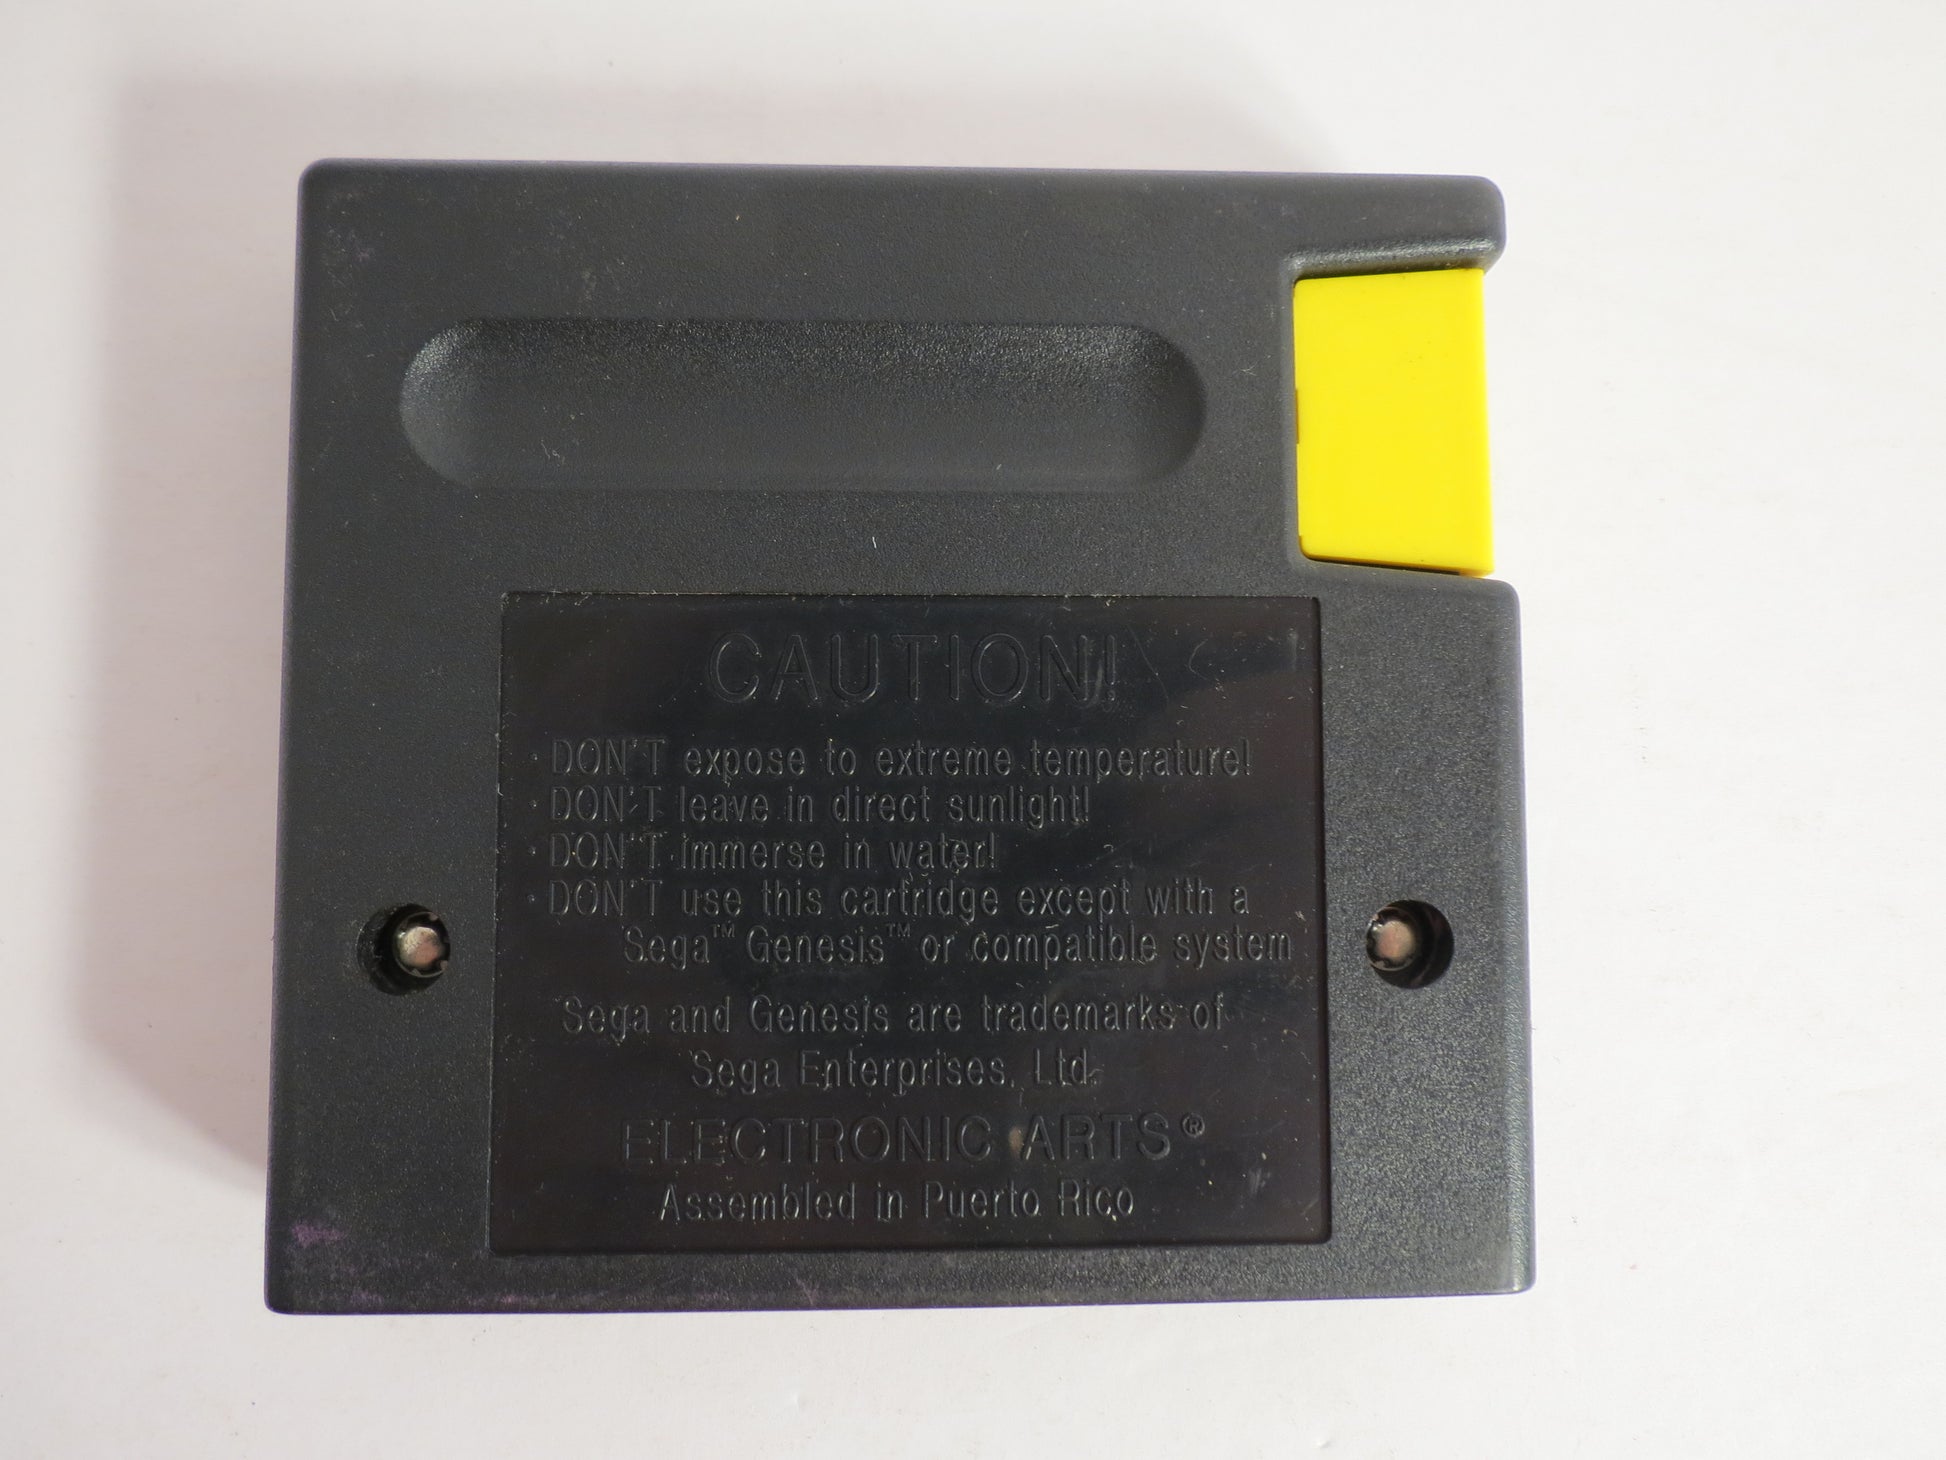 CAUTION!
· DON'T expose to extreme temperature!
· DON'T leave in direct sunlight!
· DON'T immerse in water!
· DON'T use this cartridge except with a
Sega™ Genesis™ or compatible system
Sega and Genesis are trademarks of
Sega Enterprises, Ltd.
ELECTRONIC ARTS®
Assembled in Puerto Rico